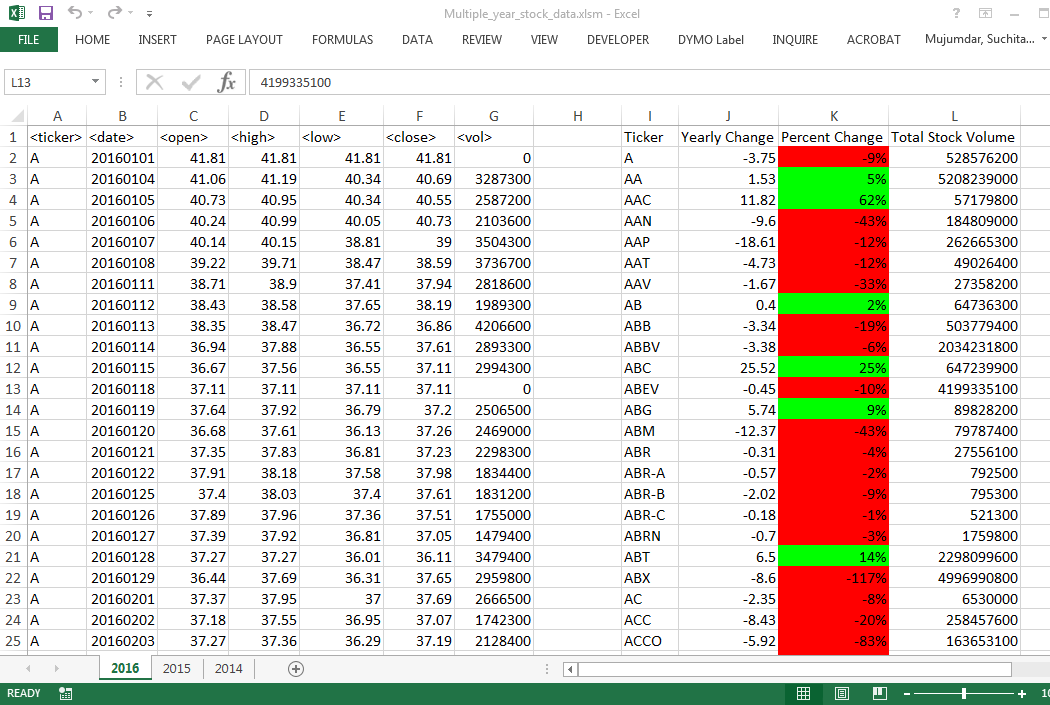 Multiple_year_stock_data.xlsm - Excel ?
FILE HOME INSERT PAGE LAYOUT FORMULAS DATA REVIEW VIEW DEVELOPER DYMO Label INQUIRE ACROBAT Mujumdar, Suchita...
L13 fx 4199335100
A B C D E F G H I J K L
1 <ticker> <date> <open> <high> <low> <close> <vol> Ticker Yearly Change Percent Change Total Stock Volume
2 A 20160101 41.81 41.81 41.81 41.81 0 A -3.75 -9% 528576200
3 A 20160104 41.06 41.19 40.34 40.69 3287300 AA 1.53 5% 5208239000
4 A 20160105 40.73 40.95 40.34 40.55 2587200 AAC 11.82 62% 57179800
5 A 20160106 40.24 40.99 40.05 40.73 2103600 AAN -9.6 -43% 184809000
6 A 20160107 40.14 40.15 38.81 39 3504300 AAP -18.61 -12% 262665300
7 A 20160108 39.22 39.71 38.47 38.59 3736700 AAT -4.73 -12% 49026400
8 A 20160111 38.71 38.9 37.41 37.94 2818600 AAV -1.67 -33% 27358200
9 A 20160112 38.43 38.58 37.65 38.19 1989300 AB 0.4 2% 64736300
10 A 20160113 38.35 38.47 36.72 36.86 4206600 ABB -3.34 -19% 503779400
11 A 20160114 36.94 37.88 36.55 37.61 2893300 ABBV -3.38 -6% 2034231800
12 A 20160115 36.67 37.56 36.55 37.11 2994300 ABC 25.52 25% 647239900
13 A 20160118 37.11 37.11 37.11 37.11 0 ABEV -0.45 -10% 4199335100
14 A 20160119 37.64 37.92 36.79 37.2 2506500 ABG 5.74 9% 89828200
15 A 20160120 36.68 37.61 36.13 37.26 2469000 ABM -12.37 -43% 79787400
16 A 20160121 37.35 37.83 36.81 37.23 2298300 ABR -0.31 -4% 27556100
17 A 20160122 37.91 38.18 37.58 37.98 1834400 ABR-A -0.57 -2% 792500
18 A 20160125 37.4 38.03 37.4 37.61 1831200 ABR-B -2.02 -9% 795300
19 A 20160126 37.89 37.96 37.36 37.51 1755000 ABR-C -0.18 -1% 521300
20 A 20160127 37.39 37.92 36.81 37.05 1479400 ABRN -0.7 -3% 1759800
21 A 20160128 37.27 37.27 36.01 36.11 3479400 ABT 6.5 14% 2298099600
22 A 20160129 36.44 37.69 36.31 37.65 2959800 ABX -8.6 -117% 4996990800
23 A 20160201 37.37 37.95 37 37.69 2666500 AC -2.35 -8% 6530000
24 A 20160202 37.18 37.55 36.95 37.07 1742300 ACC -8.43 -20% 258457600
25 A 20160203 37.27 37.36 36.29 37.19 2128400 ACCO -5.92 -83% 163653100
2016 2015 2014
READY